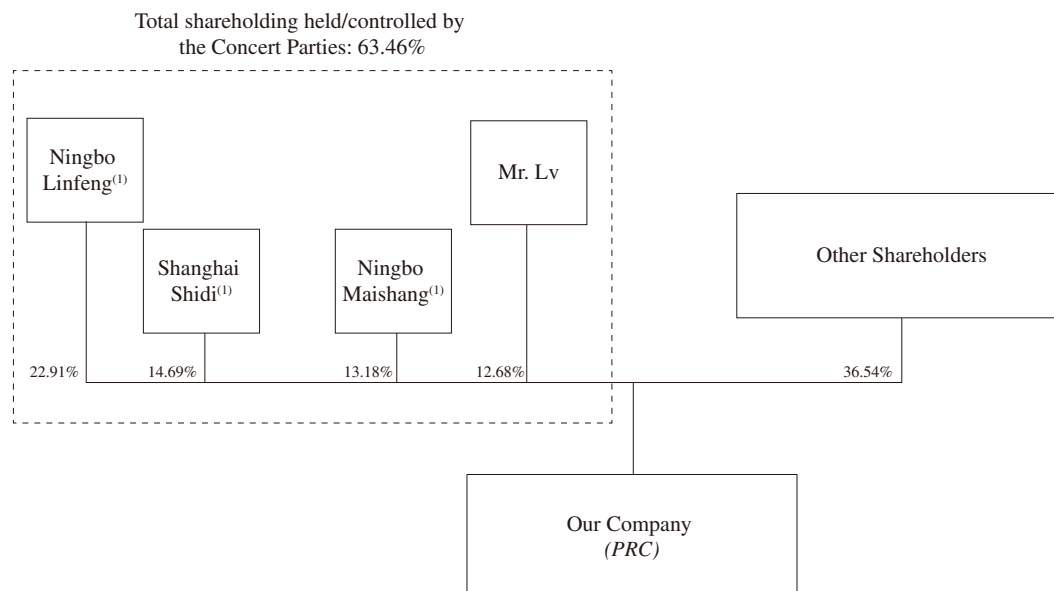 Total shareholding held/controlled by
the Concert Parties: 63.46%
Ningbo
Linfeng(1)
Mr. Lv
Shanghai
Shidi(1)
Ningbo
Maishang(1)
Other Shareholders
22.91%
14.69%
13.18%
12.68%
36.54%
Our Company
(PRC)